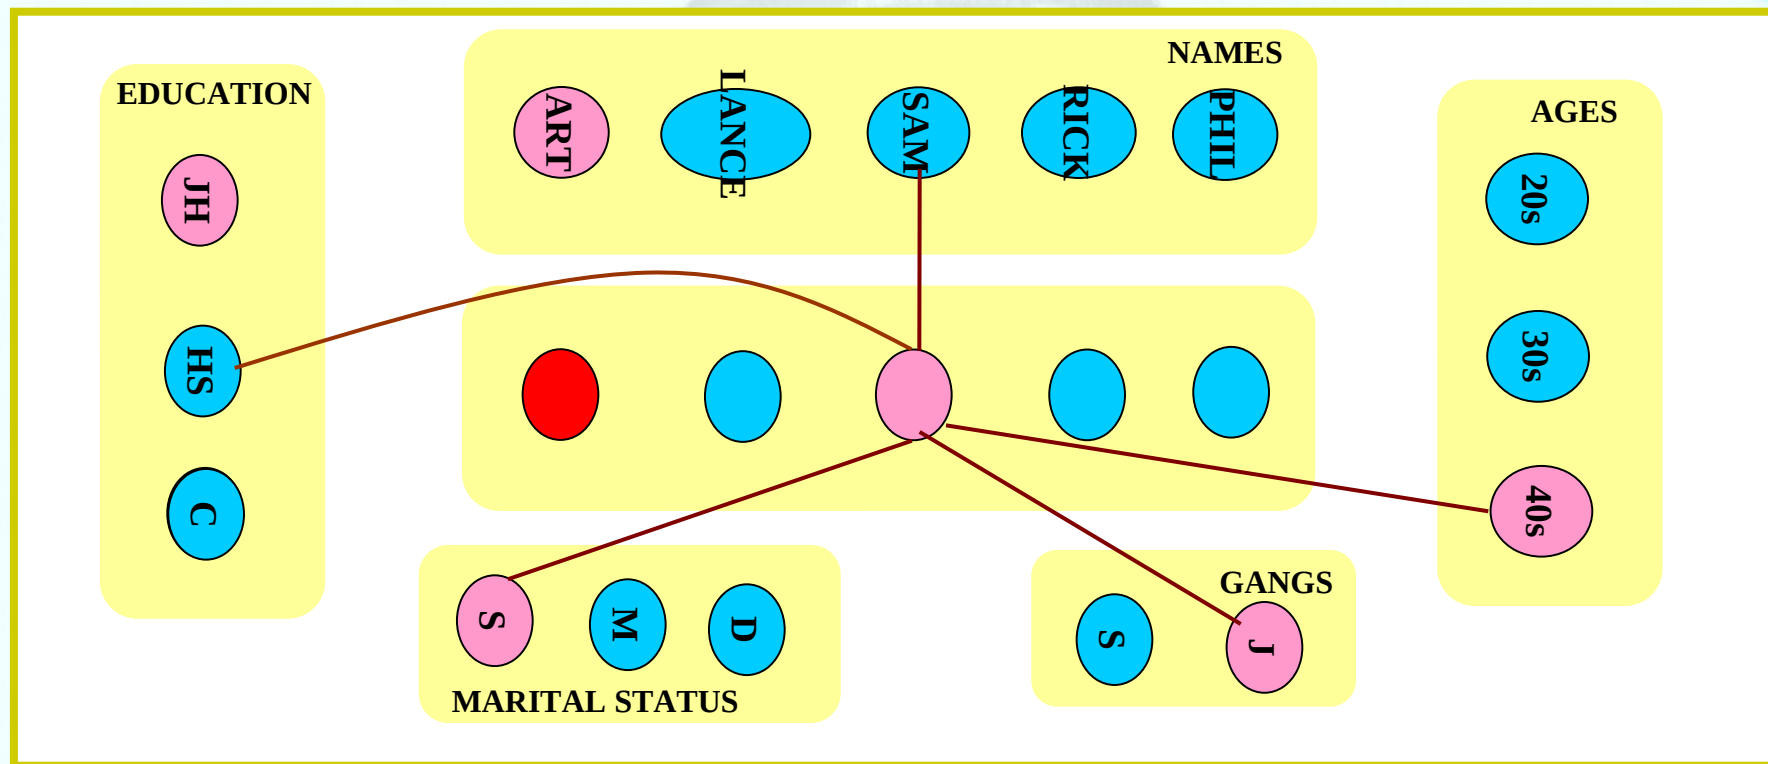 NAMES
EDUCATION
AGES
ART
LANCE
SAM
RICK
PHIL
JH
HS
C
20s
30s
40s
S
M
D
MARITAL STATUS
GANGS
S
J